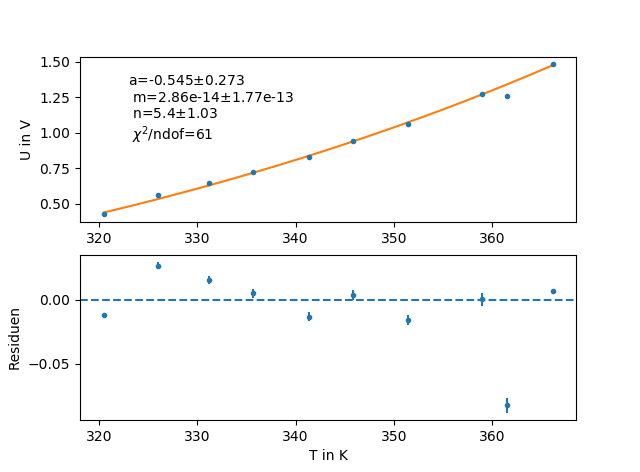 1.50
1.25
1.00
0.75
0.50
U in V
a=-0.545±0.273
m=2.86e-14±1.77e-13
n=5.4±1.03
χ²/ndof=61
320 330 340 350 360
0.00
−0.05
Residuen
320 330 340 350 360
T in K